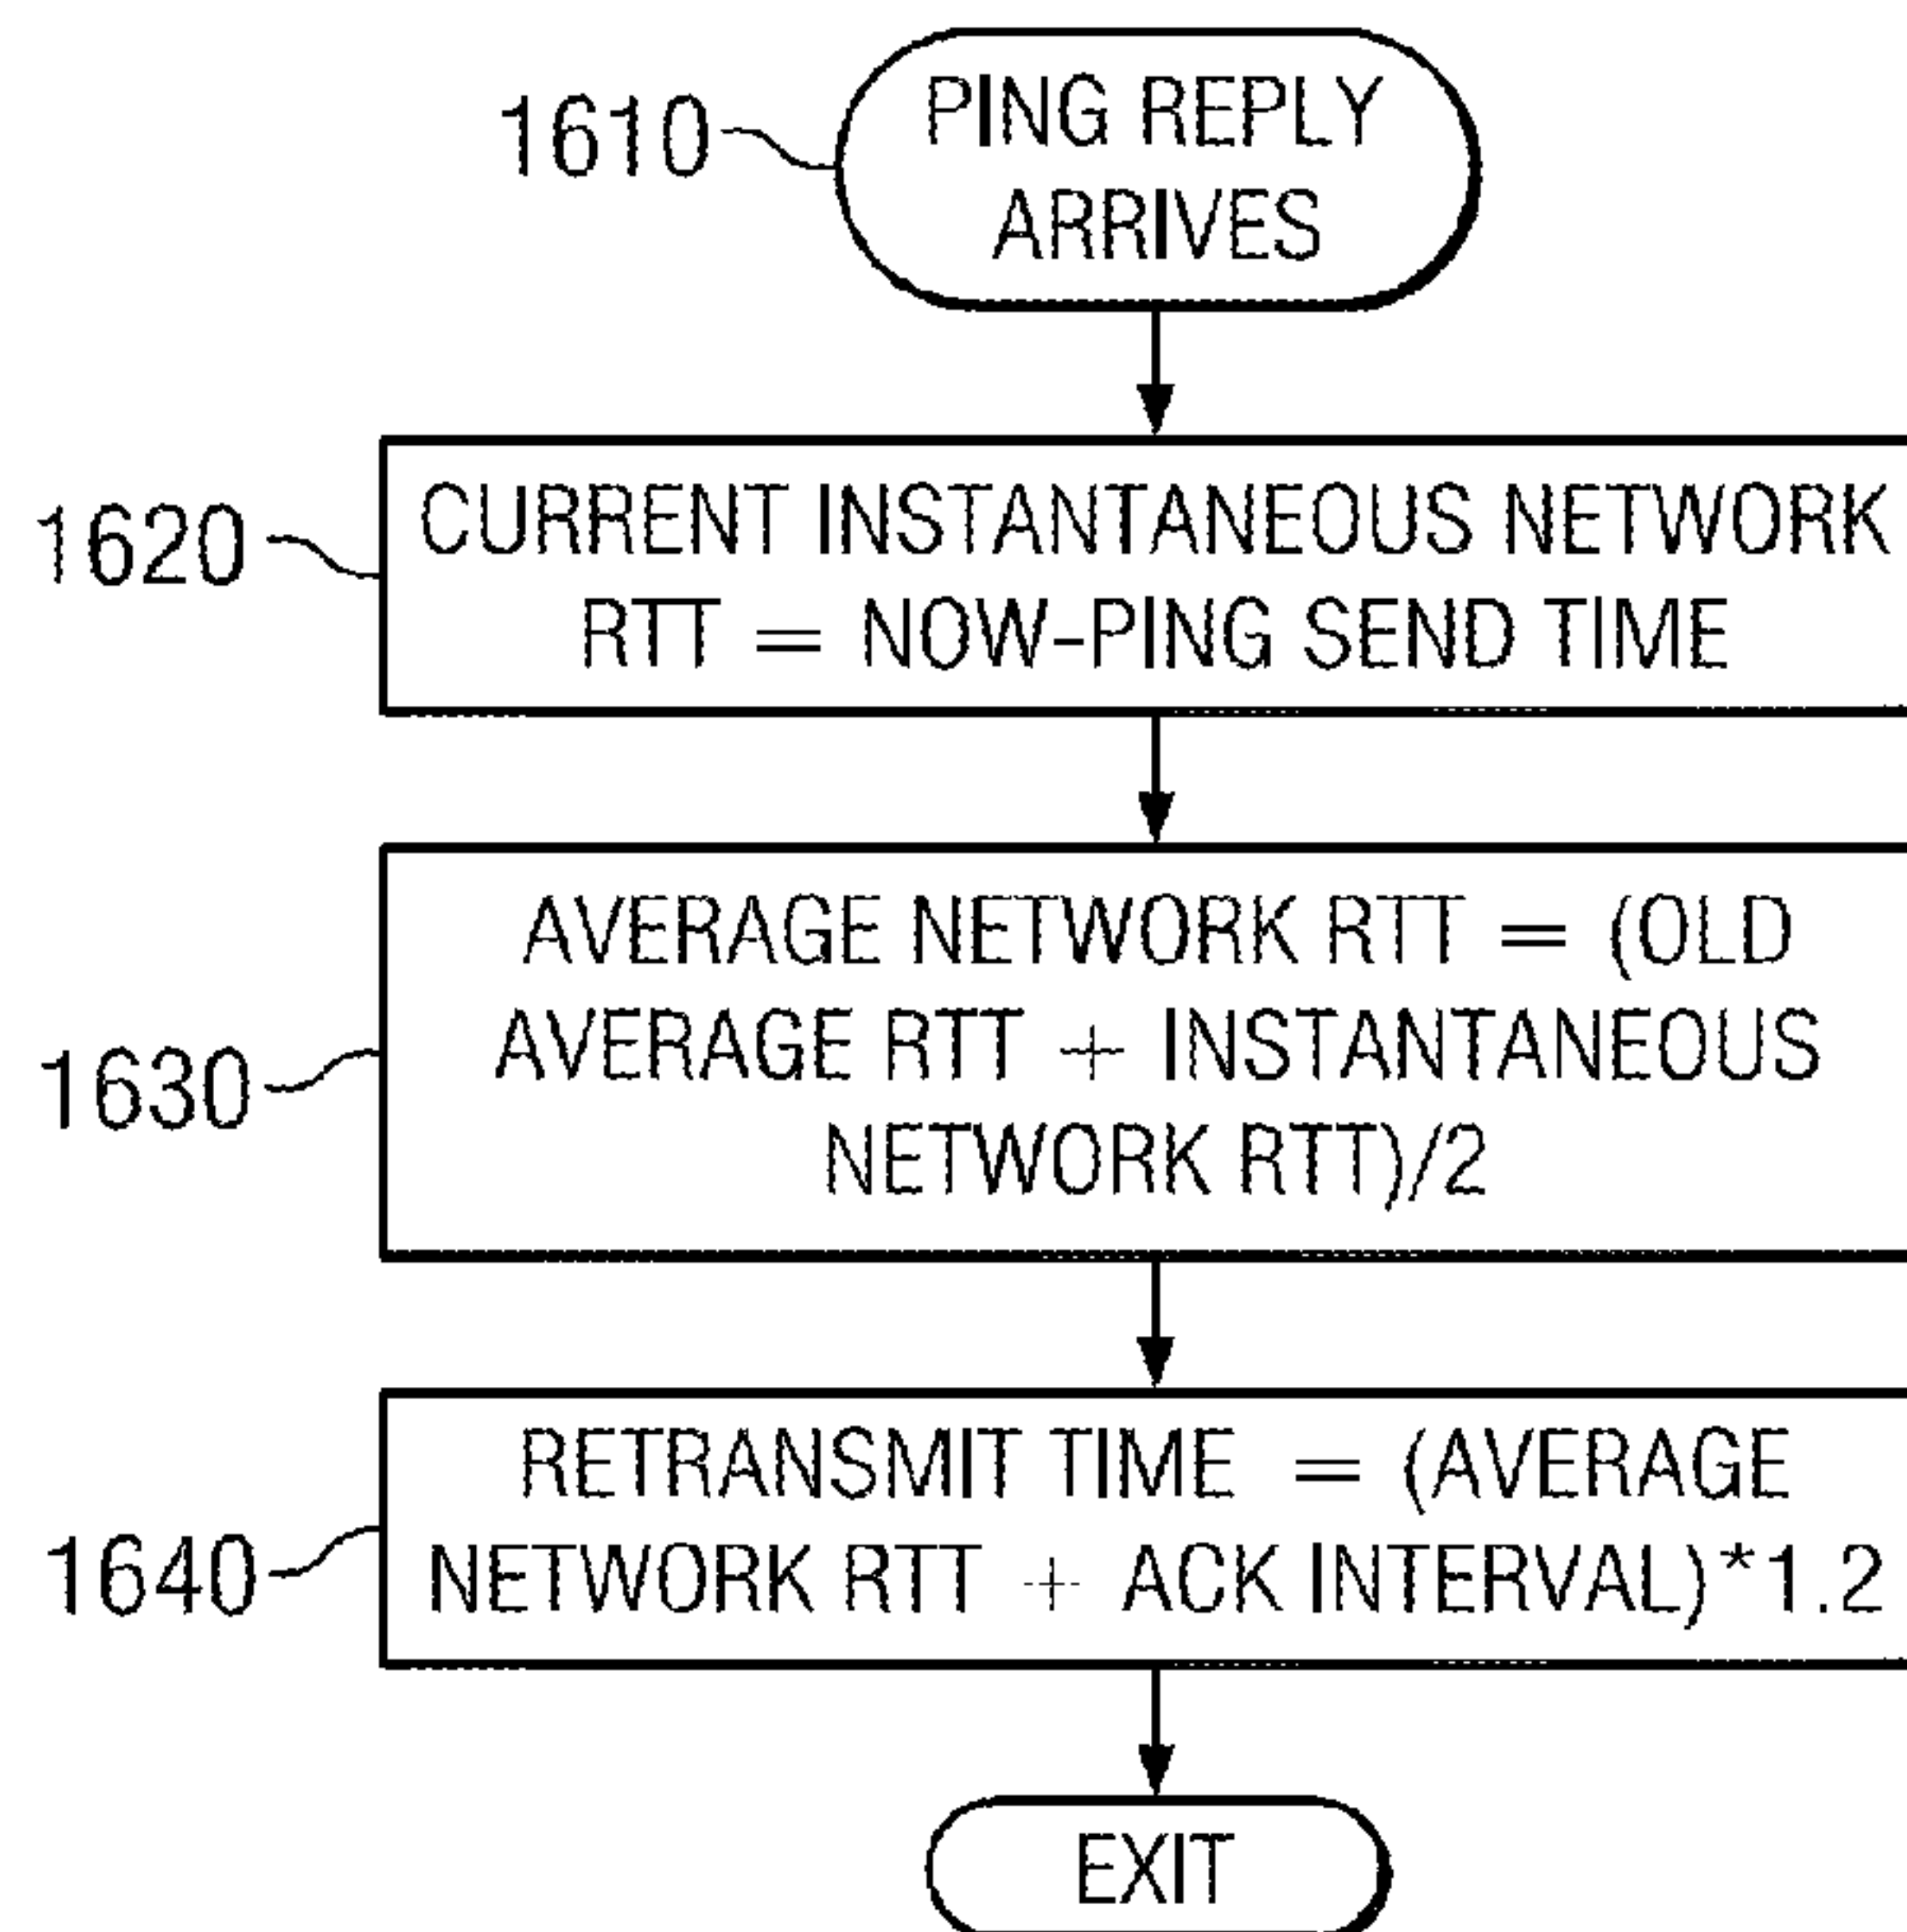 1610
PING REPLY
ARRIVES
1620
CURRENT INSTANTANEOUS NETWORK
RTT = NOW-PING SEND TIME
1630
AVERAGE NETWORK RTT = (OLD
AVERAGE RTT + INSTANTANEOUS
NETWORK RTT)/2
1640
RETRANSMIT TIME = (AVERAGE
NETWORK RTT + ACK INTERVAL)*1.2
EXIT